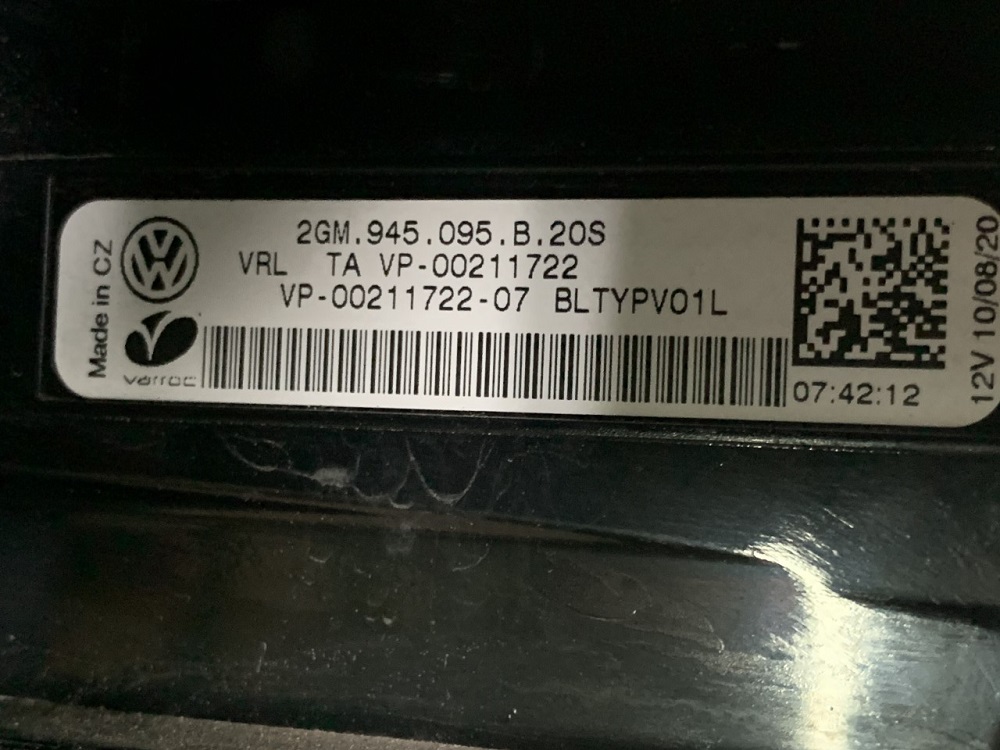 Made in CZ
2GM.945.095.B.20S
VRL TA VP-00211722
VP-00211722-07 BLTYPV01L
varroc
07:42:12
12V 10/08/20